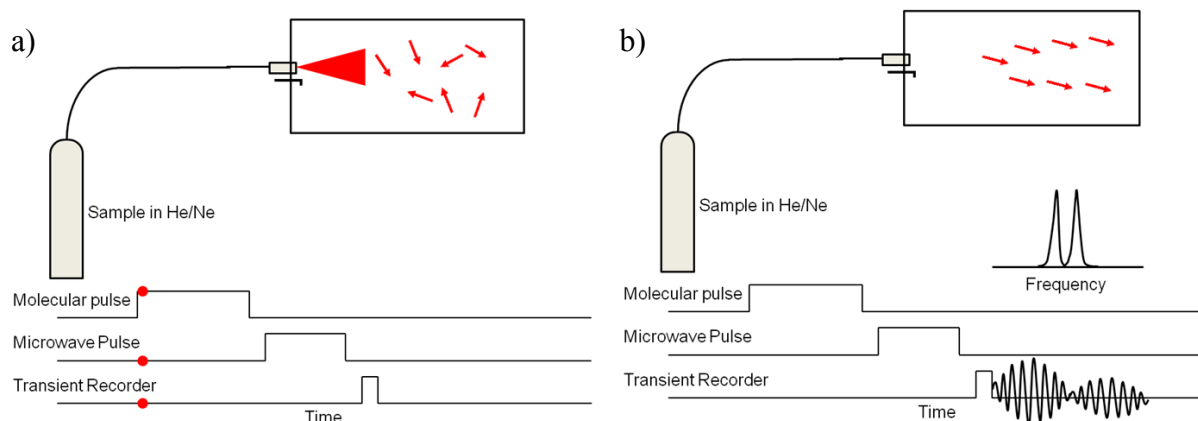 a)
Sample in He/Ne
Molecular pulse
Microwave Pulse
Transient Recorder
Time
b)
Sample in He/Ne
Frequency
Molecular pulse
Microwave Pulse
Transient Recorder
Time